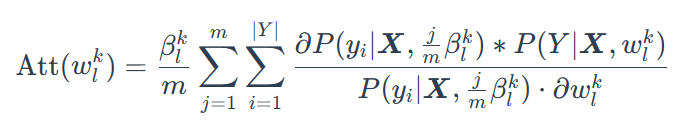 $$\mathrm{Att}(w_l^k) = \frac{\beta_l^k}{m} \sum_{j=1}^{m} \sum_{i=1}^{|Y|} \frac{\partial P(y_i|\boldsymbol{X}, \frac{j}{m}\beta_l^k) * P(Y|\boldsymbol{X}, w_l^k)}{P(y_i|\boldsymbol{X}, \frac{j}{m}\beta_l^k) \cdot \partial w_l^k}$$